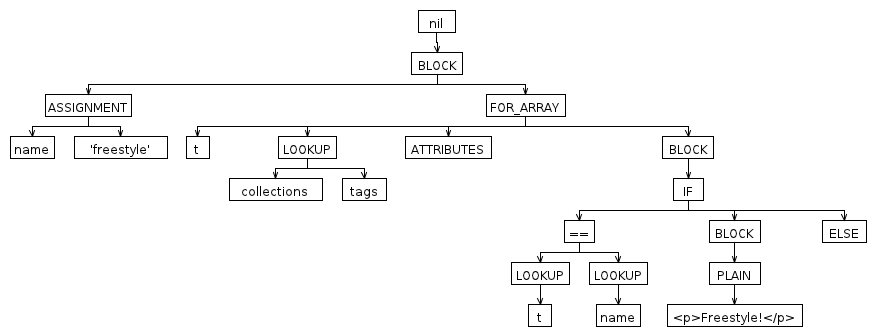 nil
BLOCK
ASSIGNMENT FOR_ARRAY
name 'freestyle' t LOOKUP ATTRIBUTES BLOCK
collections tags IF
== BLOCK ELSE
LOOKUP LOOKUP PLAIN
t name <p>Freestyle!</p>